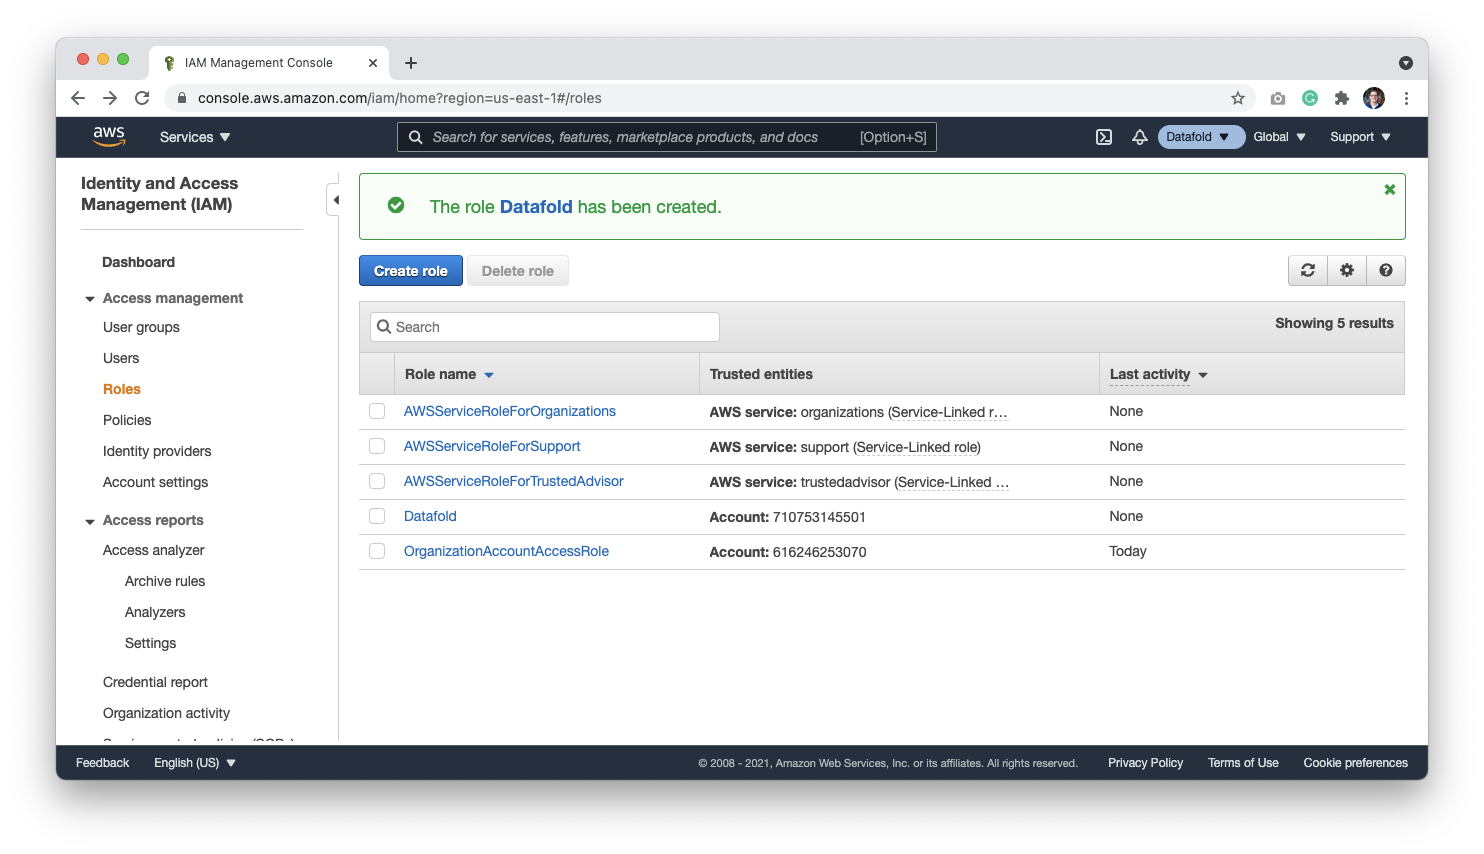 IAM Management Console
console.aws.amazon.com/iam/home?region=us-east-1#/roles
aws
Services
Search for services, features, marketplace products, and docs [Option+S]
Datafold
Global
Support
Identity and Access
Management (IAM)
Dashboard
Access management
User groups
Users
Roles
Policies
Identity providers
Account settings
Access reports
Access analyzer
Archive rules
Analyzers
Settings
Credential report
Organization activity
The role Datafold has been created.
Create role
Delete role
Search
Showing 5 results
Role name Trusted entities Last activity
AWSServiceRoleForOrganizations AWS service: organizations (Service-Linked r… None
AWSServiceRoleForSupport AWS service: support (Service-Linked role) None
AWSServiceRoleForTrustedAdvisor AWS service: trustedadvisor (Service-Linked … None
Datafold Account: 710753145501 None
OrganizationAccountAccessRole Account: 616246253070 Today
Feedback
English (US)
© 2008 - 2021, Amazon Web Services, Inc. or its affiliates. All rights reserved.
Privacy Policy
Terms of Use
Cookie preferences